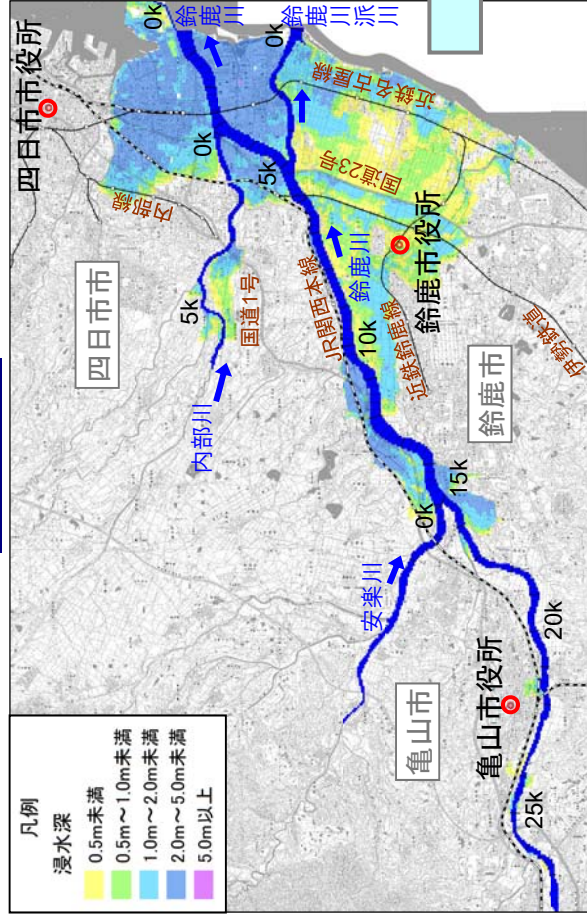 凡例
浸水深
0.5m未満
0.5m～1.0m未満
1.0m～2.0m未満
2.0m～5.0m未満
5.0m以上
四日市市役所
0k
鈴鹿川
0k
鈴鹿川
派川
内部線
0k
近鉄名古屋線
四日市市
5k
国道1号
内部川
5k
国道23号
JR関西本線
鈴鹿川
鈴鹿市役所
10k
近鉄鈴鹿線
伊勢鉄道
鈴鹿市
0k
15k
安楽川
20k
亀山市
亀山市役所
25k